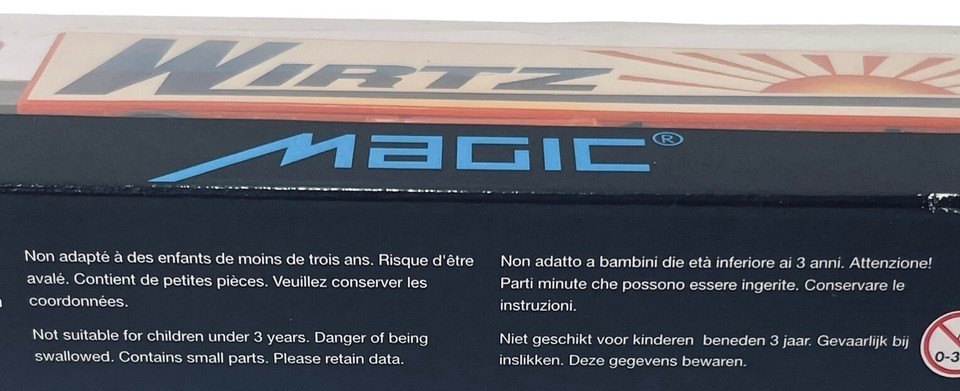 WIRTZ
MAGIC®
Non adapté à des enfants de moins de trois ans. Risque d'être
avalé. Contient de petites pièces. Veuillez conserver les
coordonnées.
Not suitable for children under 3 years. Danger of being
swallowed. Contains small parts. Please retain data.
Non adatto a bambini die età inferiore ai 3 anni. Attenzione!
Parti minute che possono essere ingerite. Conservare le
instruzioni.
Niet geschikt voor kinderen beneden 3 jaar. Gevaarlijk bij
inslikken. Deze gegevens bewaren.
0-3